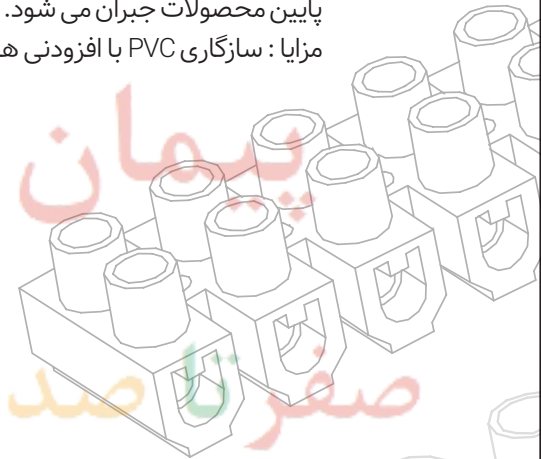 پایین محصولات جبران می شود.
مزایا : سازگاری PVC با افزودنی ه
پیمان
صفر تا صد